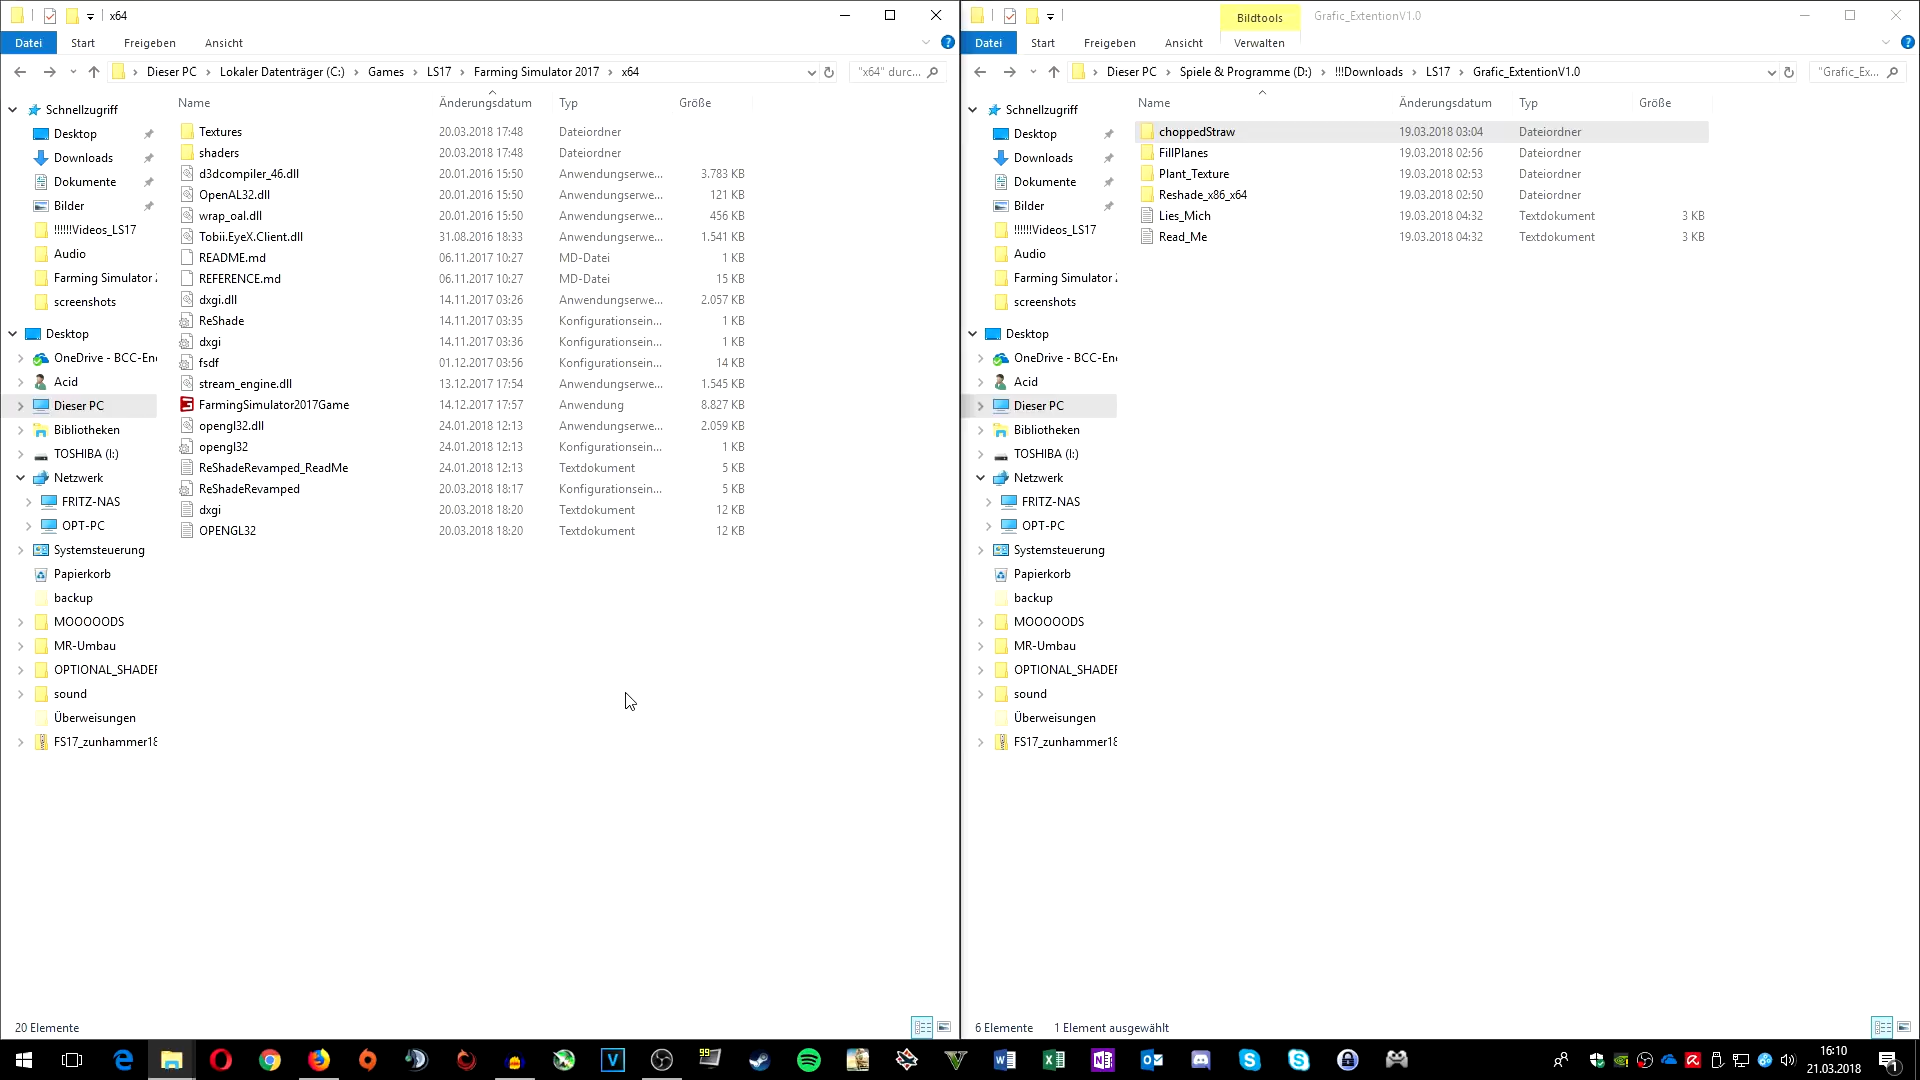 x64
Datei Start Freigeben Ansicht
Dieser PC Lokaler Datenträger (C:) Games LS17 Farming Simulator 2017 x64
"x64" durc...
Name Änderungsdatum Typ Größe
Schnellzugriff
Desktop
Downloads
Dokumente
Bilder
!!!!!!Videos_LS17
Audio
Farming Simulator
screenshots
Desktop
OneDrive - BCC-En
Acid
Dieser PC
Bibliotheken
TOSHIBA (I:)
Netzwerk
FRITZ-NAS
OPT-PC
Systemsteuerung
Papierkorb
backup
MOOOOODS
MR-Umbau
OPTIONAL_SHADE
sound
Überweisungen
FS17_zunhammer18
Textures 20.03.2018 17:48 Dateiordner
shaders 20.03.2018 17:48 Dateiordner
d3dcompiler_46.dll 20.01.2016 15:50 Anwendungserwe... 3.783 KB
OpenAL32.dll 20.01.2016 15:50 Anwendungserwe... 121 KB
wrap_oal.dll 20.01.2016 15:50 Anwendungserwe... 456 KB
Tobii.EyeX.Client.dll 31.08.2016 18:33 Anwendungserwe... 1.541 KB
README.md 06.11.2017 10:27 MD-Datei 1 KB
REFERENCE.md 06.11.2017 10:27 MD-Datei 15 KB
dxgi.dll 14.11.2017 03:26 Anwendungserwe... 2.057 KB
ReShade 14.11.2017 03:35 Konfigurationsein... 1 KB
dxgi 14.11.2017 03:36 Konfigurationsein... 1 KB
fsdf 01.12.2017 03:56 Konfigurationsein... 14 KB
stream_engine.dll 13.12.2017 17:54 Anwendungserwe... 1.545 KB
FarmingSimulator2017Game 14.12.2017 17:57 Anwendung 8.827 KB
opengl32.dll 24.01.2018 12:13 Anwendungserwe... 2.059 KB
opengl32 24.01.2018 12:13 Konfigurationsein... 1 KB
ReShadeRevamped_ReadMe 24.01.2018 12:13 Textdokument 5 KB
ReShadeRevamped 20.03.2018 18:17 Konfigurationsein... 5 KB
dxgi 20.03.2018 18:20 Textdokument 12 KB
OPENGL32 20.03.2018 18:20 Textdokument 12 KB
20 Elemente
Bildtools Grafic_ExtentionV1.0
Datei Start Freigeben Ansicht Verwalten
Dieser PC Spiele & Programme (D:) !!!Downloads LS17 Grafic_ExtentionV1.0
"Grafic_Ex...
Name Änderungsdatum Typ Größe
Schnellzugriff
Desktop
Downloads
Dokumente
Bilder
!!!!!!Videos_LS17
Audio
Farming Simulator
screenshots
Desktop
OneDrive - BCC-En
Acid
Dieser PC
Bibliotheken
TOSHIBA (I:)
Netzwerk
FRITZ-NAS
OPT-PC
Systemsteuerung
Papierkorb
backup
MOOOOODS
MR-Umbau
OPTIONAL_SHADE
sound
Überweisungen
FS17_zunhammer18
choppedStraw 19.03.2018 03:04 Dateiordner
FillPlanes 19.03.2018 02:56 Dateiordner
Plant_Texture 19.03.2018 02:53 Dateiordner
Reshade_x86_x64 19.03.2018 02:50 Dateiordner
Lies_Mich 19.03.2018 04:32 Textdokument 3 KB
Read_Me 19.03.2018 04:32 Textdokument 3 KB
6 Elemente 1 Element ausgewählt
16:10
21.03.2018